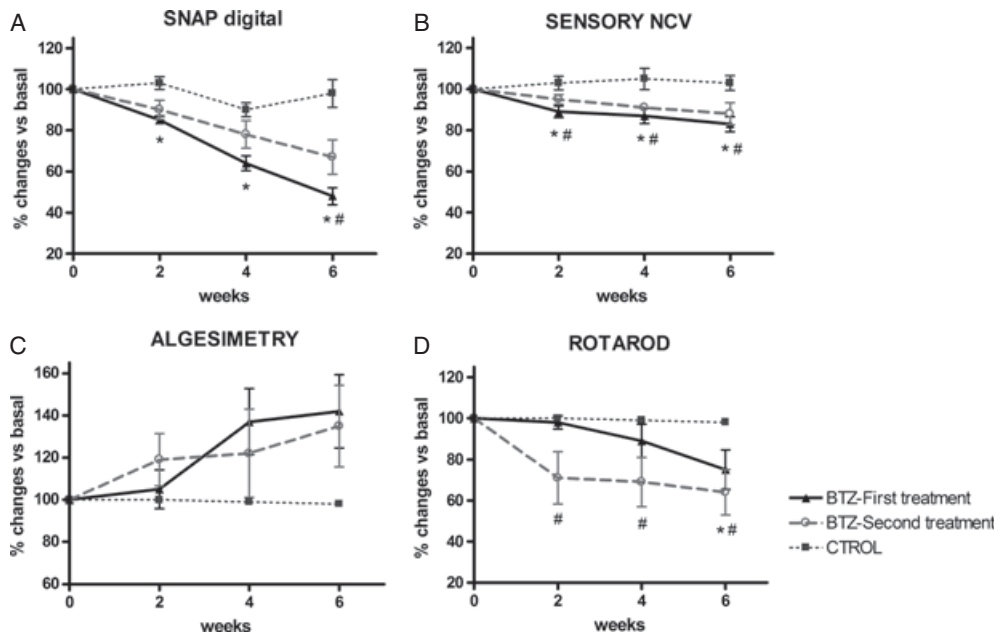 A
SNAP digital
% changes vs basal
120
100
80
60
40
20
*
*
* #
0
2
4
6
weeks
B
SENSORY NCV
% changes vs basal
120
100
80
60
40
20
* #
* #
* #
0
2
4
6
weeks
C
ALGESIMETRY
% changes vs basal
160
140
120
100
80
60
0
2
4
6
weeks
D
ROTAROD
% changes vs basal
120
100
80
60
40
20
#
#
* #
0
2
4
6
weeks
BTZ-First treatment
BTZ-Second treatment
CTROL